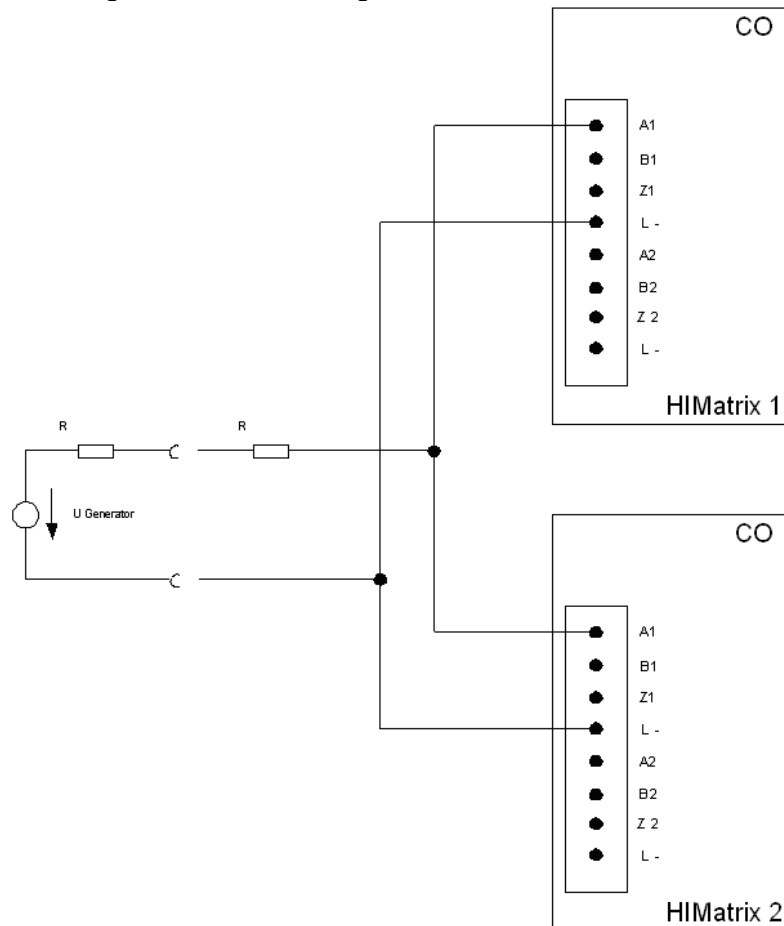 CO
A1
B1
Z1
L -
A2
B2
Z 2
L -
HIMatrix 1
R
R
U Generator
CO
A1
B1
Z1
L -
A2
B2
Z 2
L -
HIMatrix 2